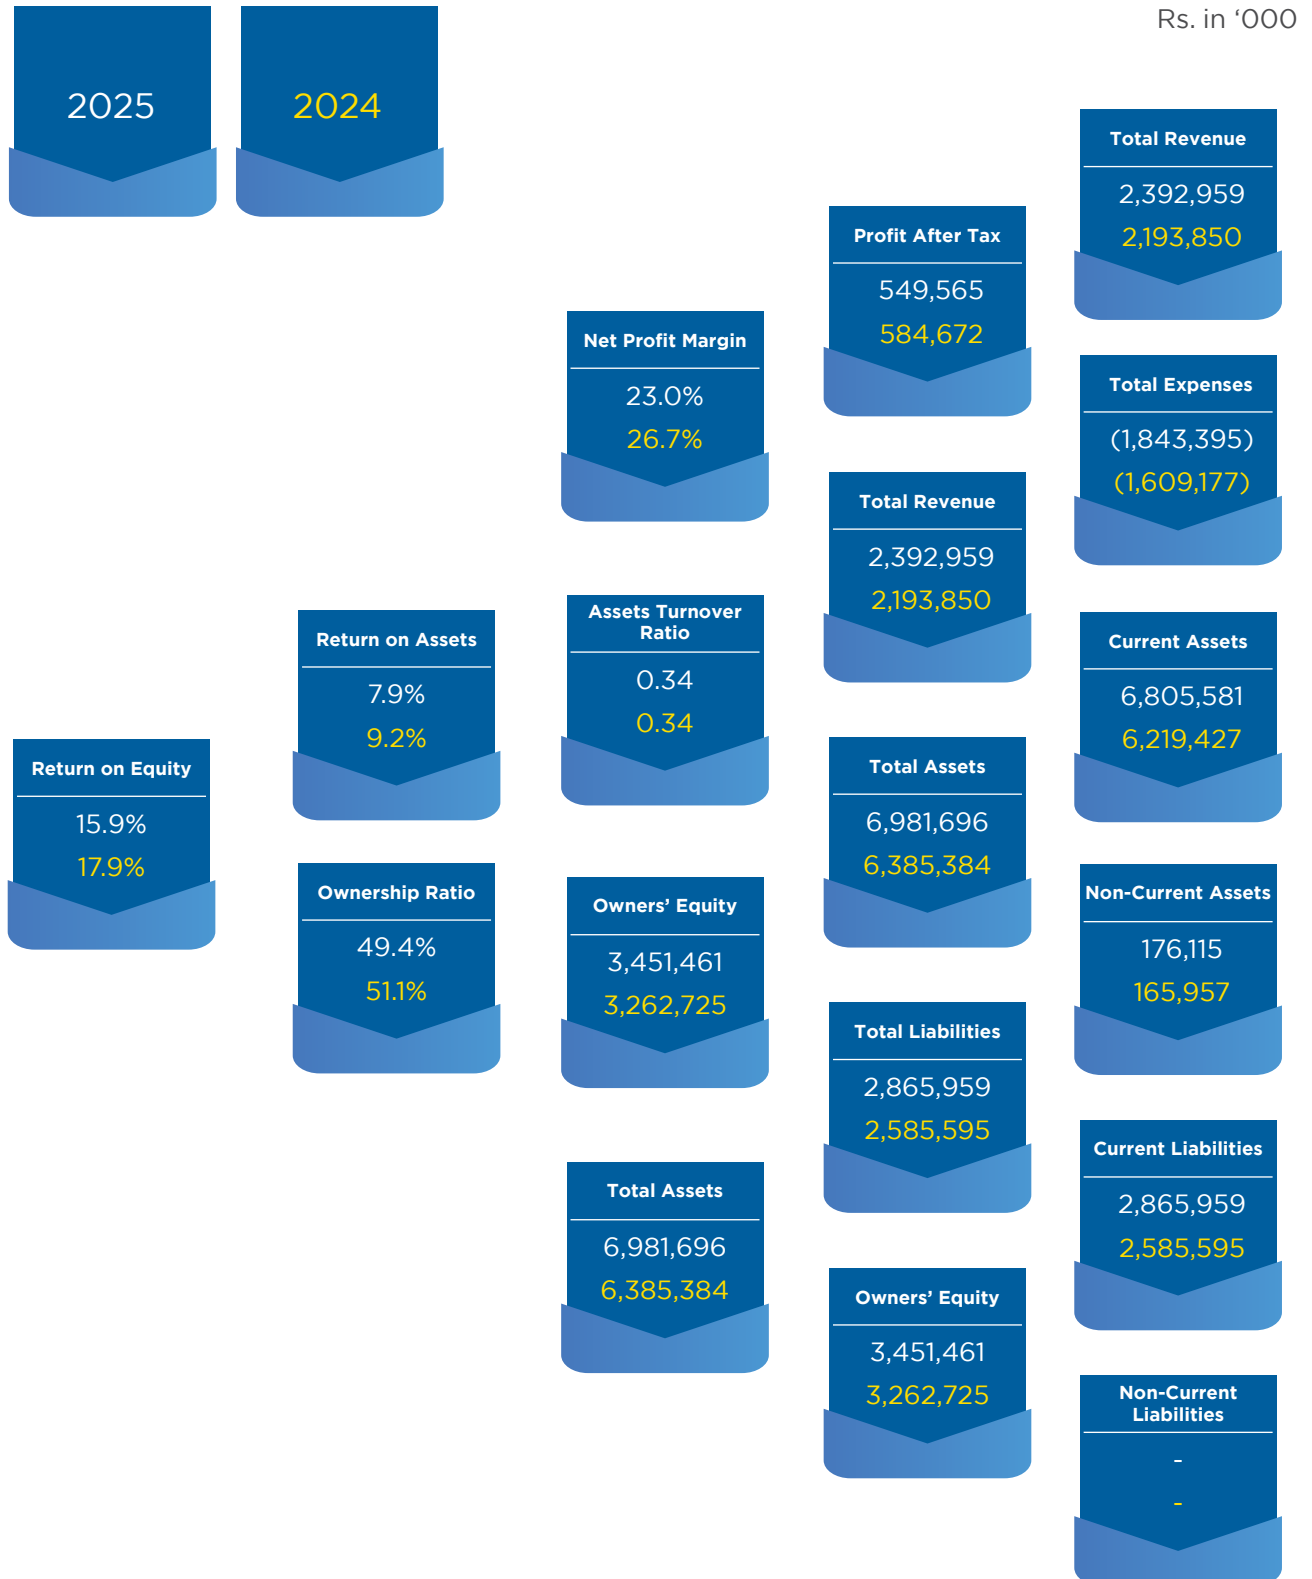 Rs. in ‘000
2025
2024
Return on Equity
15.9%
17.9%
Return on Assets
7.9%
9.2%
Ownership Ratio
49.4%
51.1%
Net Profit Margin
23.0%
26.7%
Assets Turnover
Ratio
0.34
0.34
Owners’ Equity
3,451,461
3,262,725
Total Assets
6,981,696
6,385,384
Profit After Tax
549,565
584,672
Total Revenue
2,392,959
2,193,850
Total Assets
6,981,696
6,385,384
Total Liabilities
2,865,959
2,585,595
Owners’ Equity
3,451,461
3,262,725
Total Revenue
2,392,959
2,193,850
Total Expenses
(1,843,395)
(1,609,177)
Current Assets
6,805,581
6,219,427
Non-Current Assets
176,115
165,957
Current Liabilities
2,865,959
2,585,595
Non-Current
Liabilities
-
-